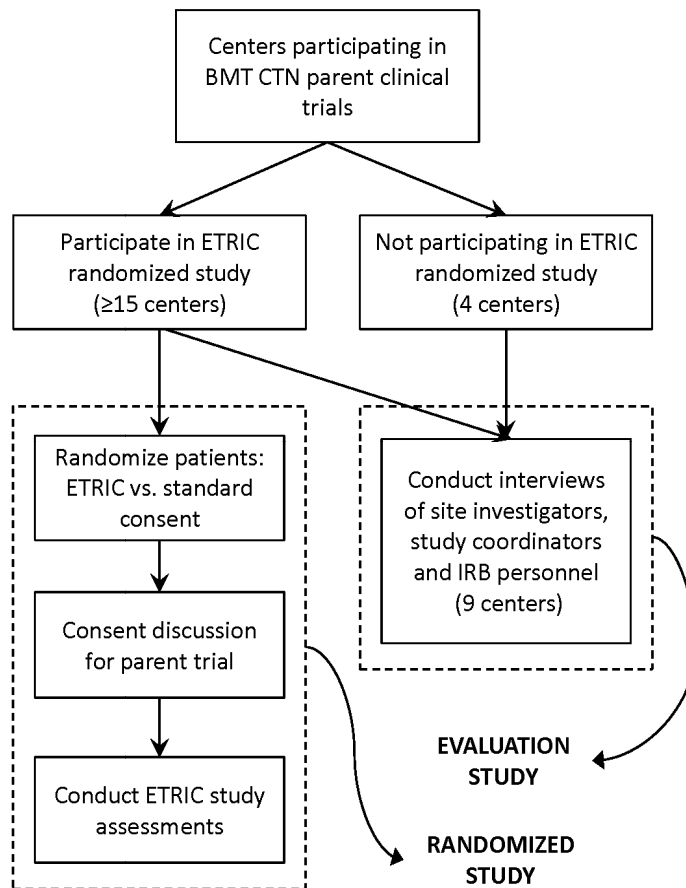 Centers participating in
BMT CTN parent clinical
trials
Participate in ETRIC
randomized study
(≥15 centers)
Not participating in ETRIC
randomized study
(4 centers)
Randomize patients:
ETRIC vs. standard
consent
Consent discussion
for parent trial
Conduct ETRIC study
assessments
Conduct interviews
of site investigators,
study coordinators
and IRB personnel
(9 centers)
EVALUATION
STUDY
RANDOMIZED
STUDY